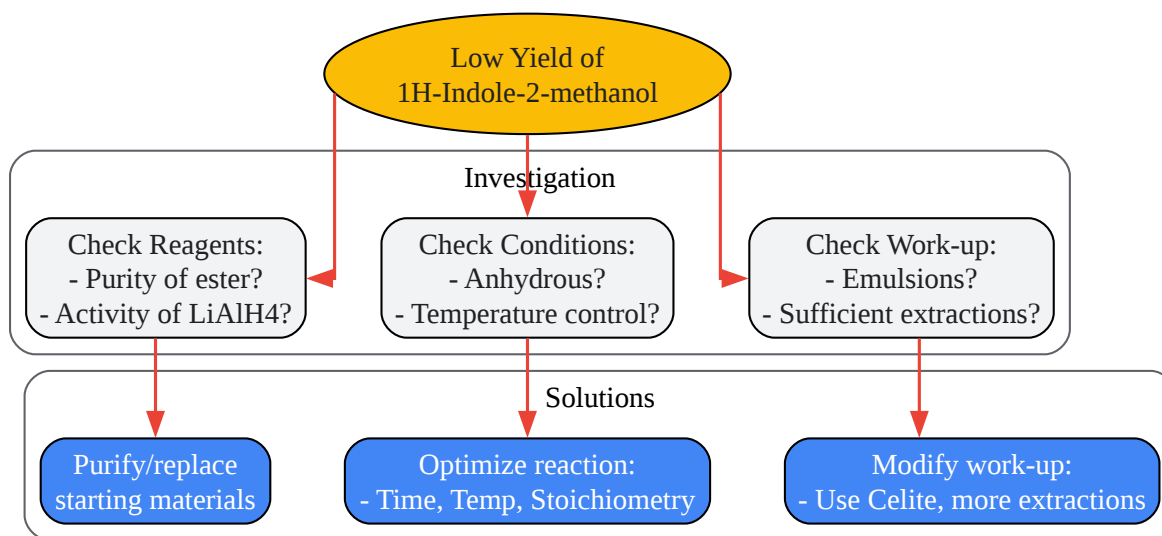 Low Yield of
1H-Indole-2-methanol
Investigation
Check Reagents:
- Purity of ester?
- Activity of LiAlH4?
Check Conditions:
- Anhydrous?
- Temperature control?
Check Work-up:
- Emulsions?
- Sufficient extractions?
Solutions
Purify/replace
starting materials
Optimize reaction:
- Time, Temp, Stoichiometry
Modify work-up:
- Use Celite, more extractions